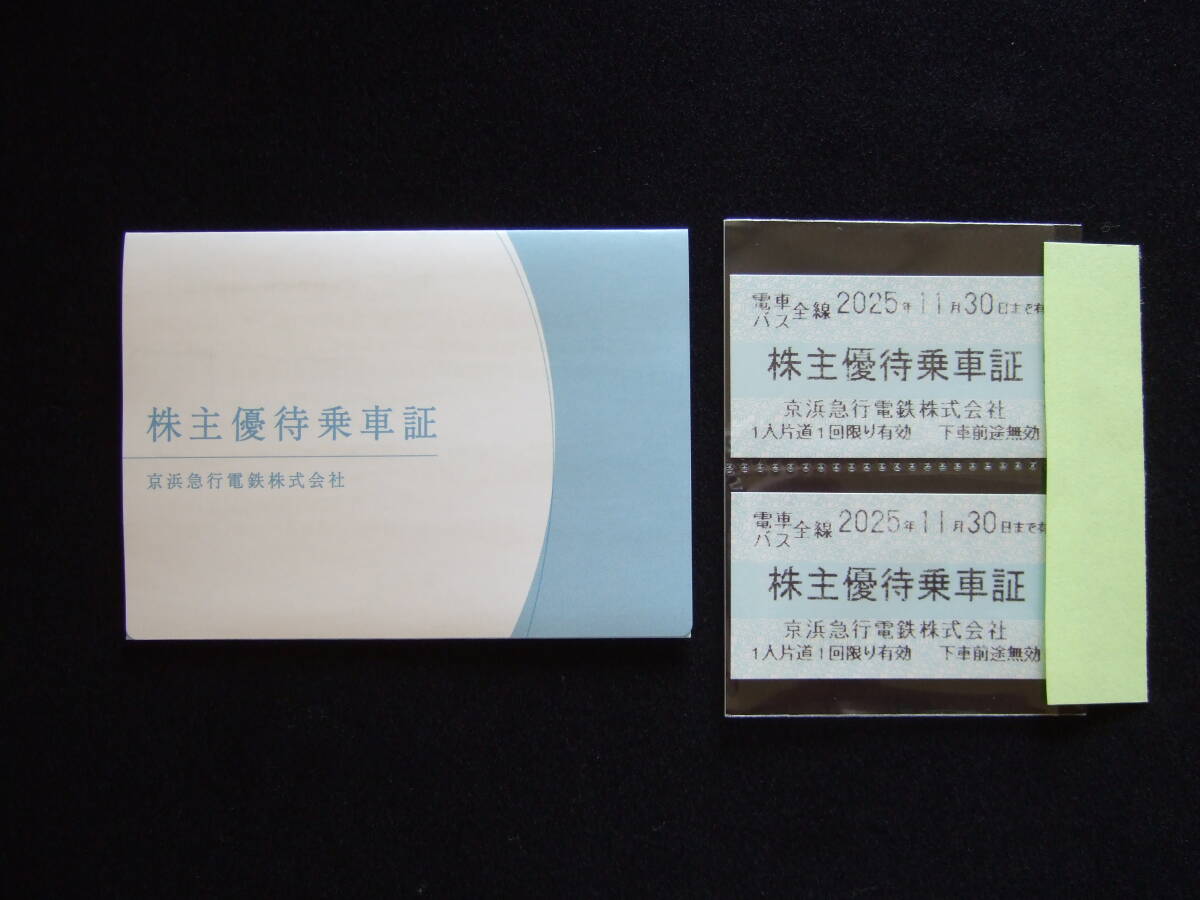 株主優待乗車証
京浜急行電鉄株式会社
電車バス全線 2025年11月30日まで有
株主優待乗車証
京浜急行電鉄株式会社
1人片道1回限り有効 下車前途無効
電車バス全線 2025年11月30日まで有
株主優待乗車証
京浜急行電鉄株式会社
1人片道1回限り有効 下車前途無効